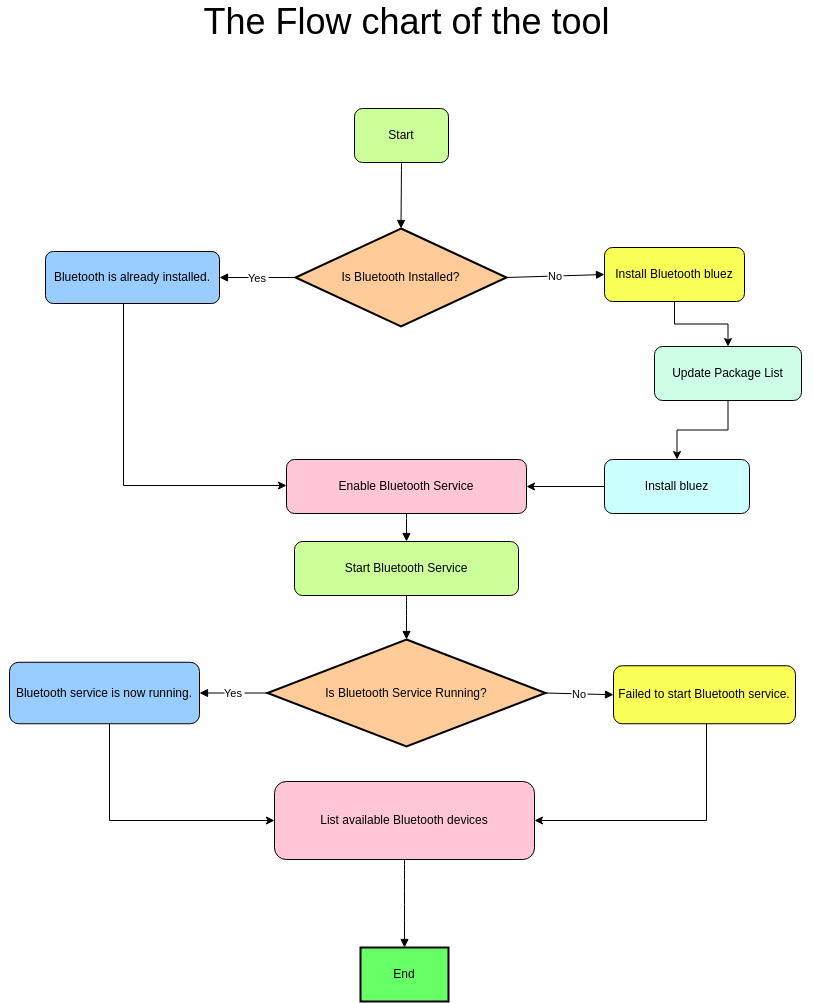 The Flow chart of the tool
Start
Is Bluetooth Installed?
Yes
No
Bluetooth is already installed.
Install Bluetooth bluez
Update Package List
Install bluez
Enable Bluetooth Service
Start Bluetooth Service
Is Bluetooth Service Running?
Yes
No
Bluetooth service is now running.
Failed to start Bluetooth service.
List available Bluetooth devices
End